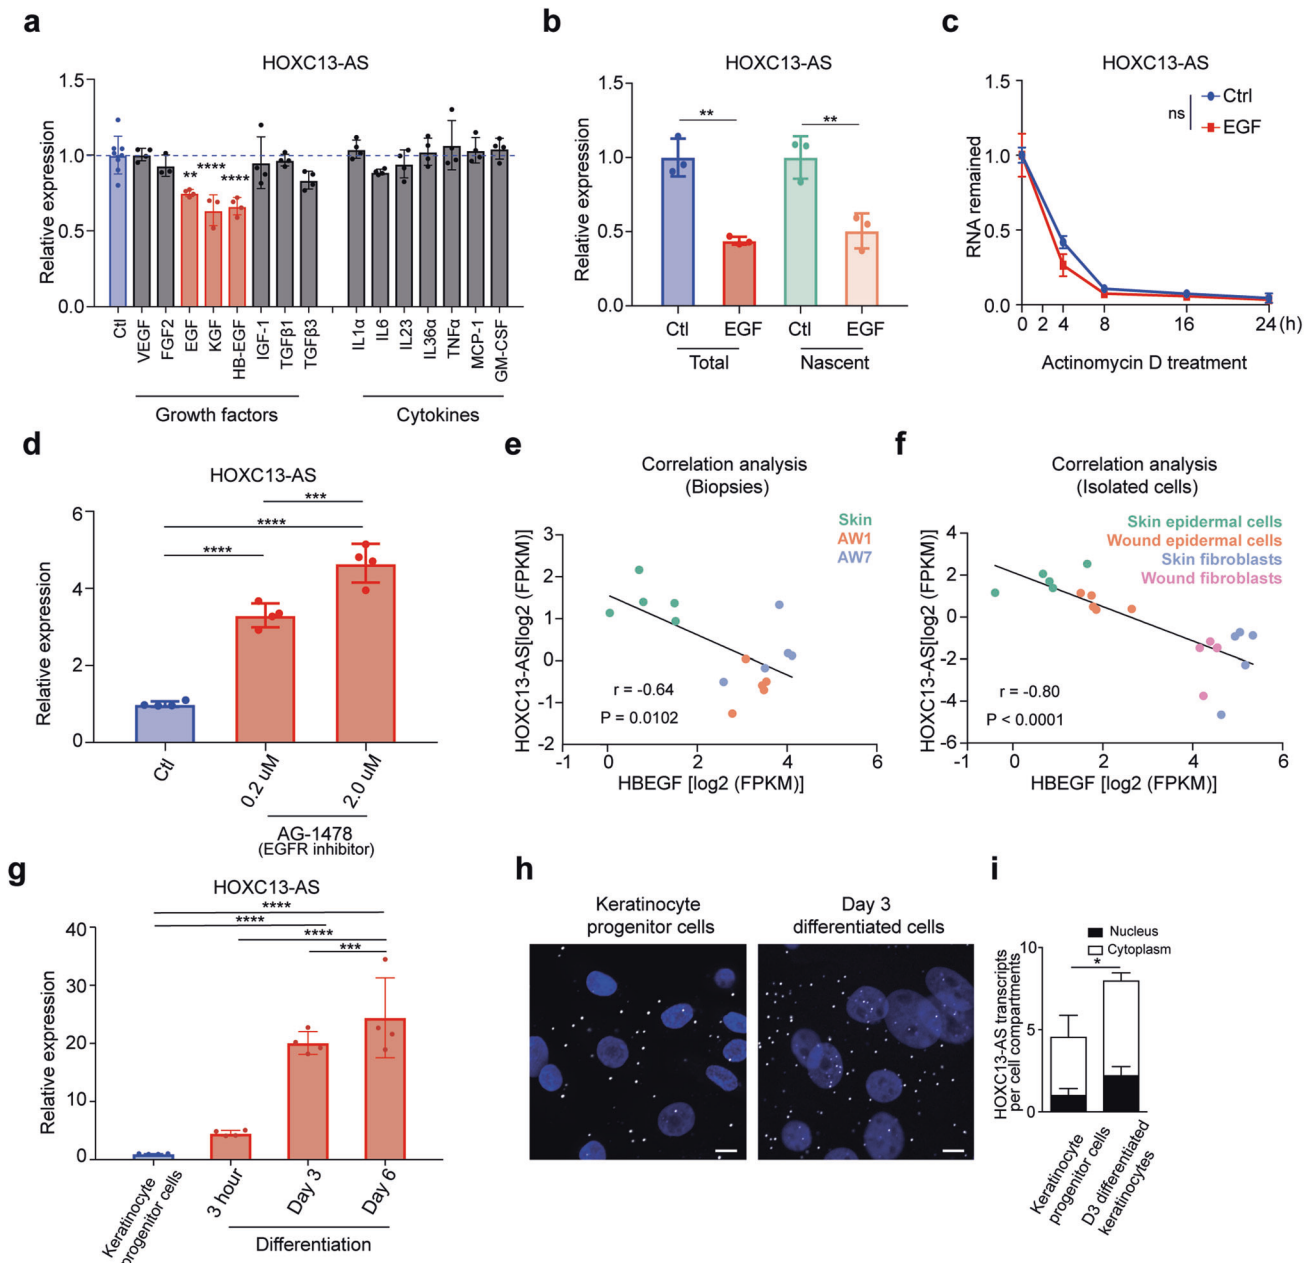 a
HOXC13-AS
Relative expression
1.5
1.0
0.5
0.0
**
****
****
Ctl
VEGF
FGF2
EGF
KGF
HB-EGF
IGF-1
TGFβ1
TGFβ3
IL1α
IL6
IL23
IL36α
TNFα
MCP-1
GM-CSF
Growth factors
Cytokines
b
HOXC13-AS
Relative expression
1.5
1.0
0.5
0.0
**
**
Ctl
EGF
Ctl
EGF
Total
Nascent
c
HOXC13-AS
RNA remained
1.5
1.0
0.5
0.0
ns
Ctrl
EGF
0 2 4 8 16 24 (h)
Actinomycin D treatment
d
HOXC13-AS
Relative expression
6
4
2
0
***
****
****
Ctl
0.2 uM
2.0 uM
AG-1478
(EGFR inhibitor)
e
Correlation analysis
(Biopsies)
HOXC13-AS[log2 (FPKM)]
3
2
1
0
-1
-2
Skin
AW1
AW7
r = -0.64
P = 0.0102
-1 0 2 4 6
HBEGF [log2 (FPKM)]
f
Correlation analysis
(Isolated cells)
HOXC13-AS[log2 (FPKM)]
4
2
0
-2
-4
-6
Skin epidermal cells
Wound epidermal cells
Skin fibroblasts
Wound fibroblasts
r = -0.80
P < 0.0001
-1 0 2 4 6
HBEGF [log2 (FPKM)]
g
HOXC13-AS
Relative expression
40
30
20
10
0
****
****
****
***
Keratinocyte
progenitor cells
3 hour
Day 3
Day 6
Differentiation
h
Keratinocyte
progenitor cells
Day 3
differentiated cells
i
Nucleus
Cytoplasm
HOXC13-AS transcripts
per cell compartments
10
5
0
*
Keratinocyte
progenitor cells
D3 differentiated
keratinocytes